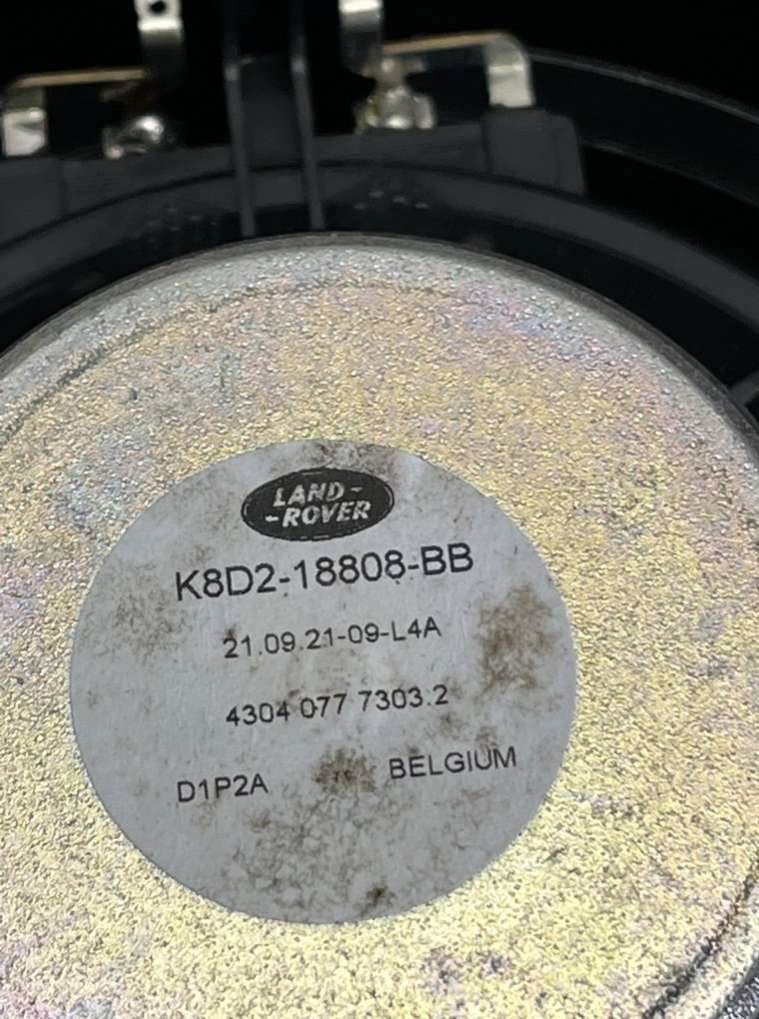 LAND-
-ROVER
K8D2-18808-BB
21.09.21-09-L4A
4304 077 7303.2
D1P2A BELGIUM